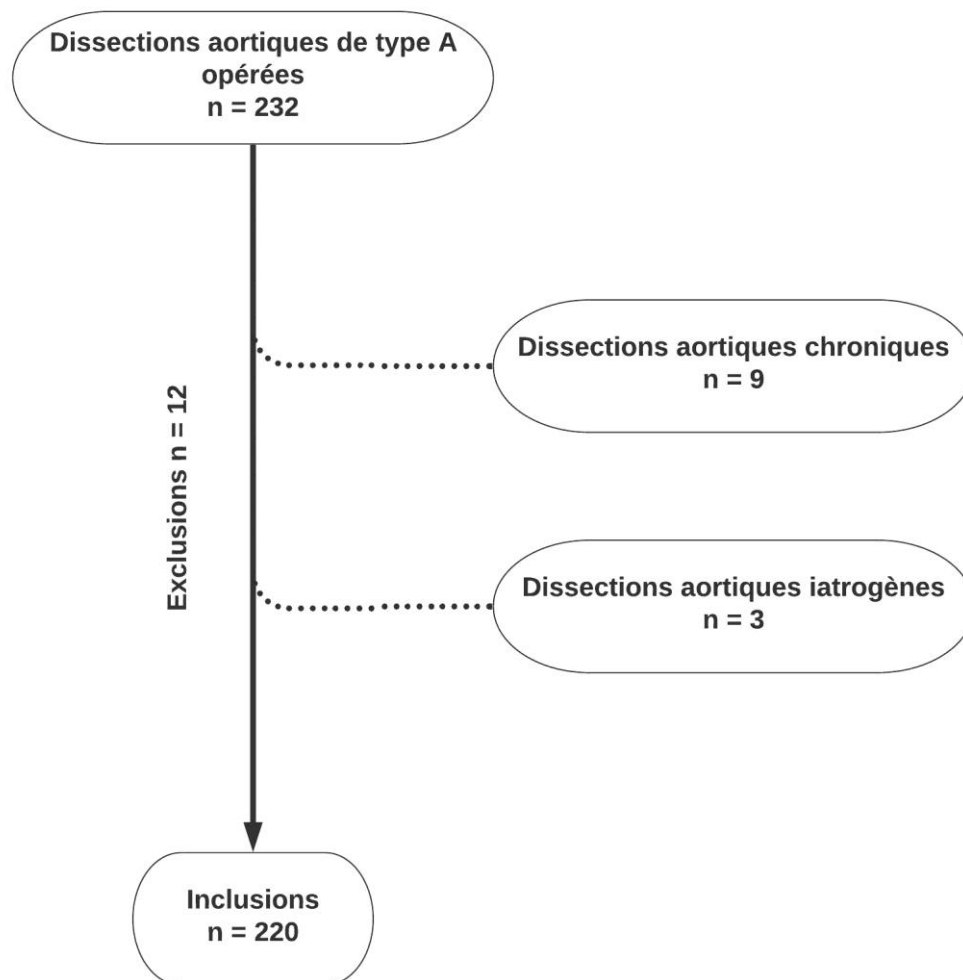 Dissections aortiques de type A
opérées
n = 232
Dissections aortiques chroniques
n = 9
Exclusions n = 12
Dissections aortiques iatrogènes
n = 3
Inclusions
n = 220